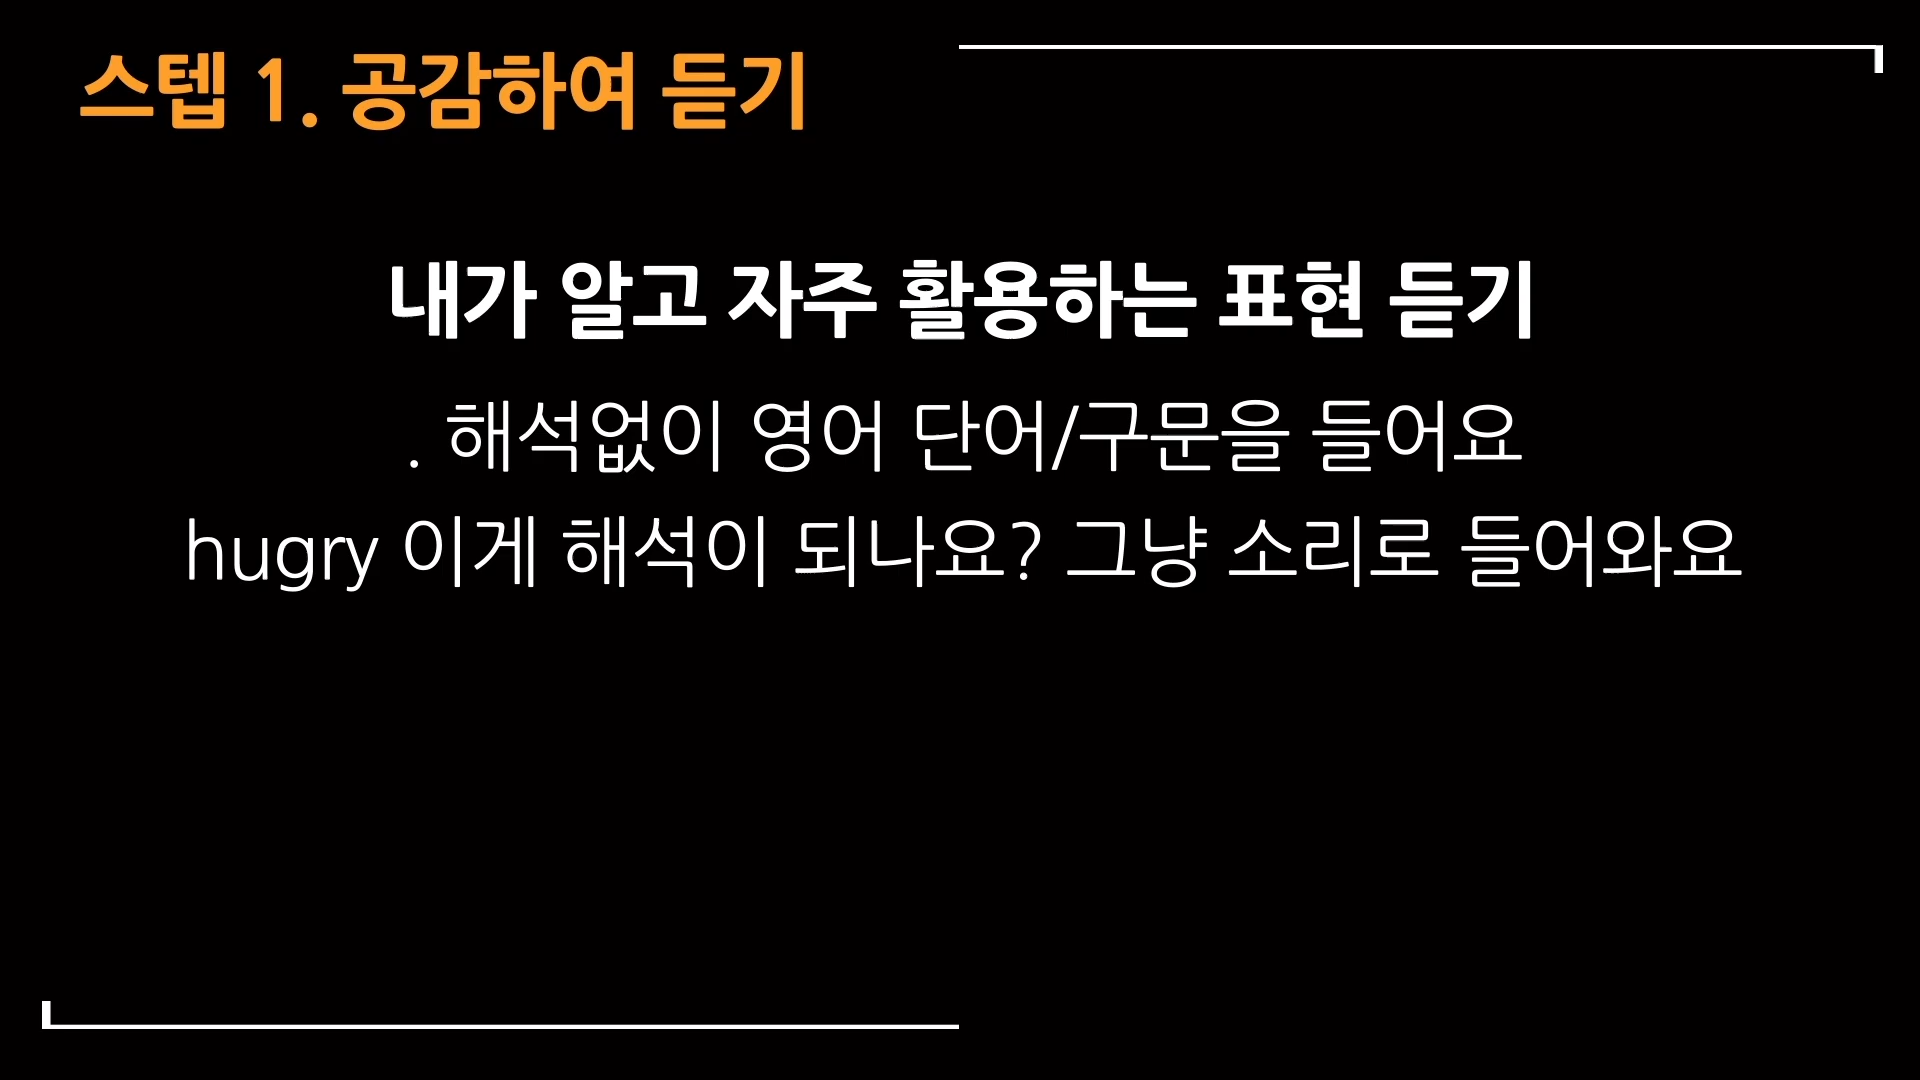 스텝 1. 공감하여 듣기
내가 알고 자주 활용하는 표현 듣기
. 해석없이 영어 단어/구문을 들어요
hugry 이게 해석이 되나요? 그냥 소리로 들어와요